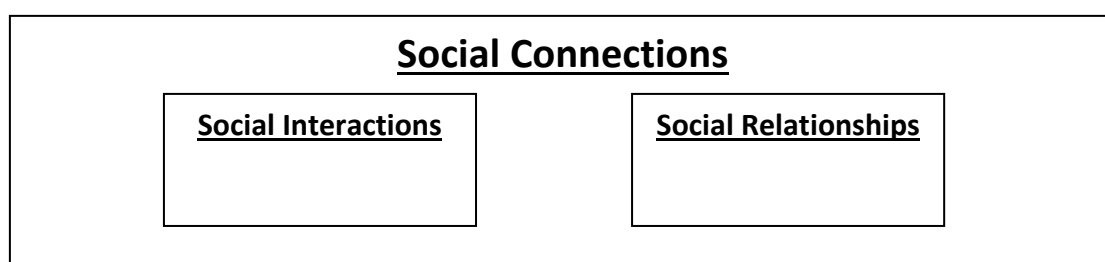 Social Connections
Social Interactions
Social Relationships